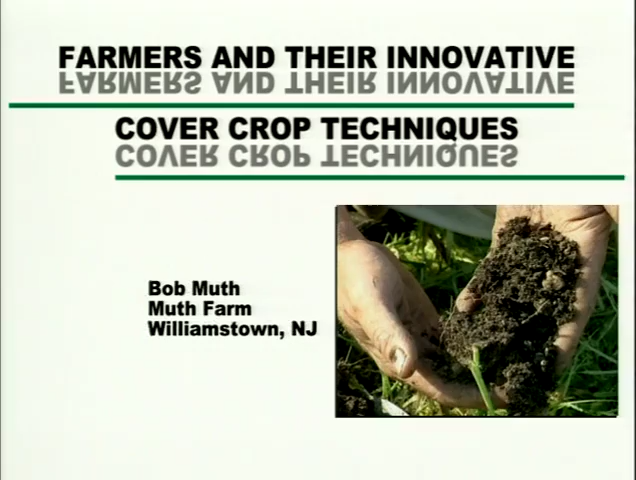 FARMERS AND THEIR INNOVATIVE
COVER CROP TECHNIQUES
Bob Muth
Muth Farm
Williamstown, NJ